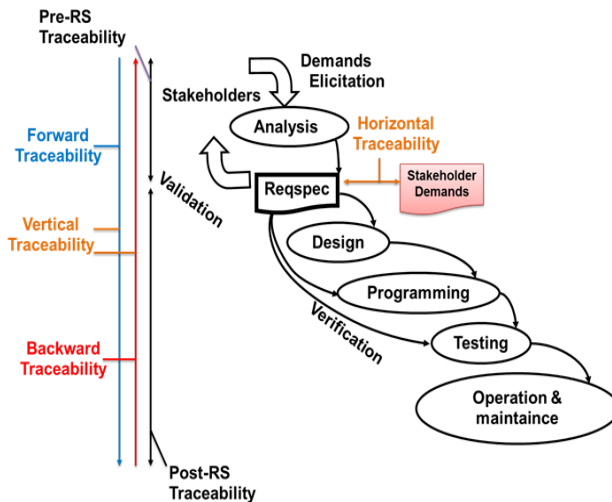 Pre-RS
Traceability
Demands
Elicitation
Stakeholders
Analysis
Horizontal
Traceability
Forward
Traceability
Validation
Reqspec
Stakeholder
Demands
Vertical
Traceability
Design
Programming
Verification
Testing
Backward
Traceability
Operation &
maintaince
Post-RS
Traceability